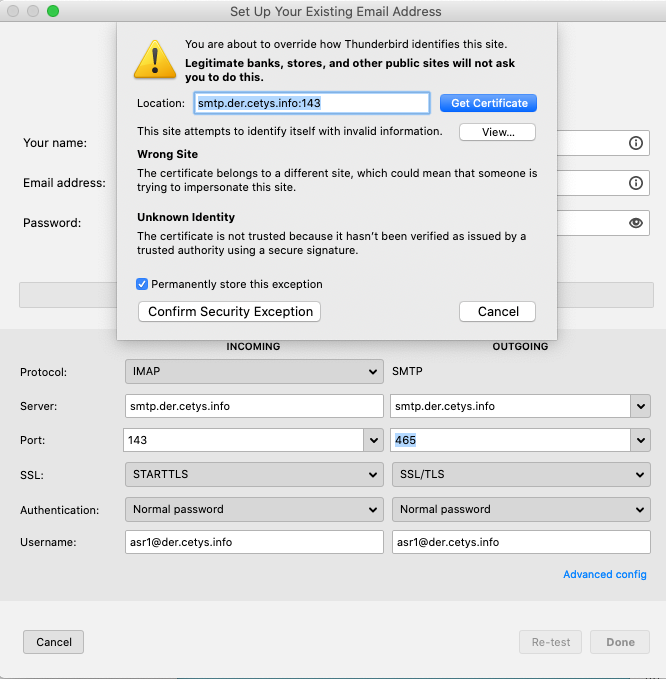 Set Up Your Existing Email Address
You are about to override how Thunderbird identifies this site.
Legitimate banks, stores, and other public sites will not ask
you to do this.
Location: smtp.der.cetys.info:143 Get Certificate
This site attempts to identify itself with invalid information. View...
Wrong Site
The certificate belongs to a different site, which could mean that someone is
trying to impersonate this site.
Unknown Identity
The certificate is not trusted because it hasn't been verified as issued by a
trusted authority using a secure signature.
Permanently store this exception
Confirm Security Exception Cancel
Your name:
Email address:
Password:
INCOMING OUTGOING
Protocol: IMAP SMTP
Server: smtp.der.cetys.info smtp.der.cetys.info
Port: 143 465
SSL: STARTTLS SSL/TLS
Authentication: Normal password Normal password
Username: asr1@der.cetys.info asr1@der.cetys.info
Advanced config
Cancel Re-test Done